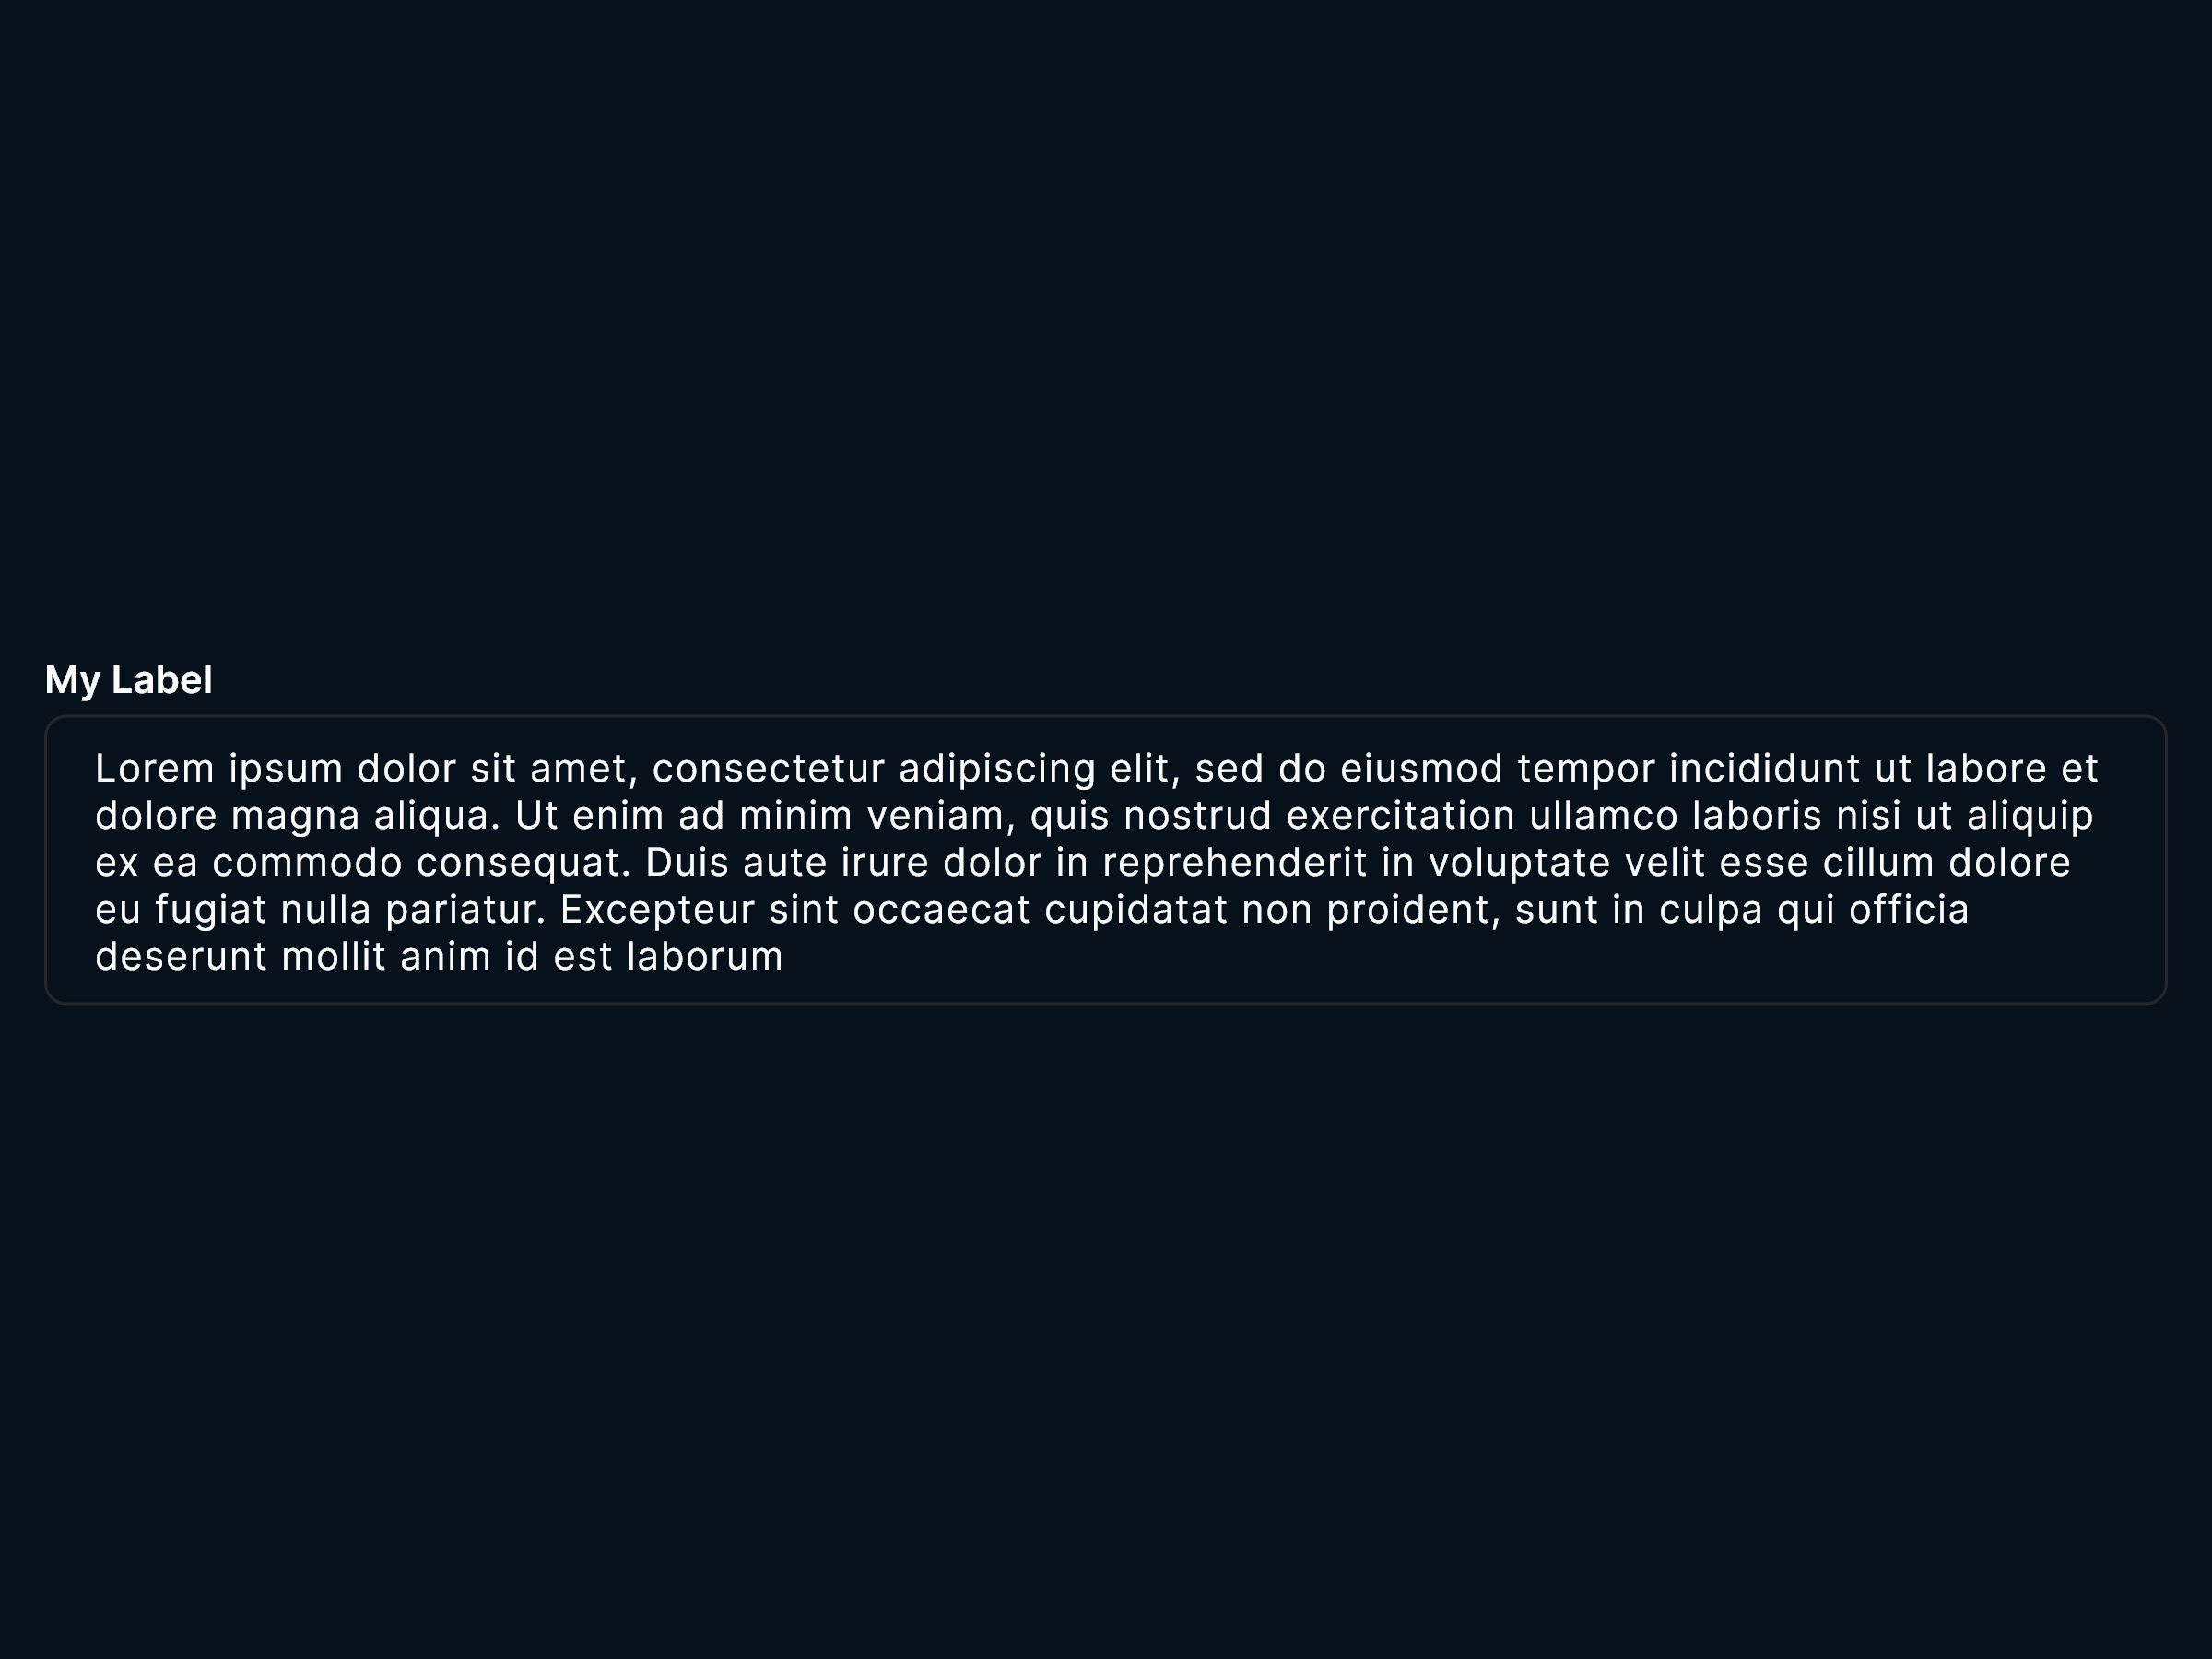 My Label
Lorem ipsum dolor sit amet, consectetur adipiscing elit, sed do eiusmod tempor incididunt ut labore et
dolore magna aliqua. Ut enim ad minim veniam, quis nostrud exercitation ullamco laboris nisi ut aliquip
ex ea commodo consequat. Duis aute irure dolor in reprehenderit in voluptate velit esse cillum dolore
eu fugiat nulla pariatur. Excepteur sint occaecat cupidatat non proident, sunt in culpa qui officia
deserunt mollit anim id est laborum